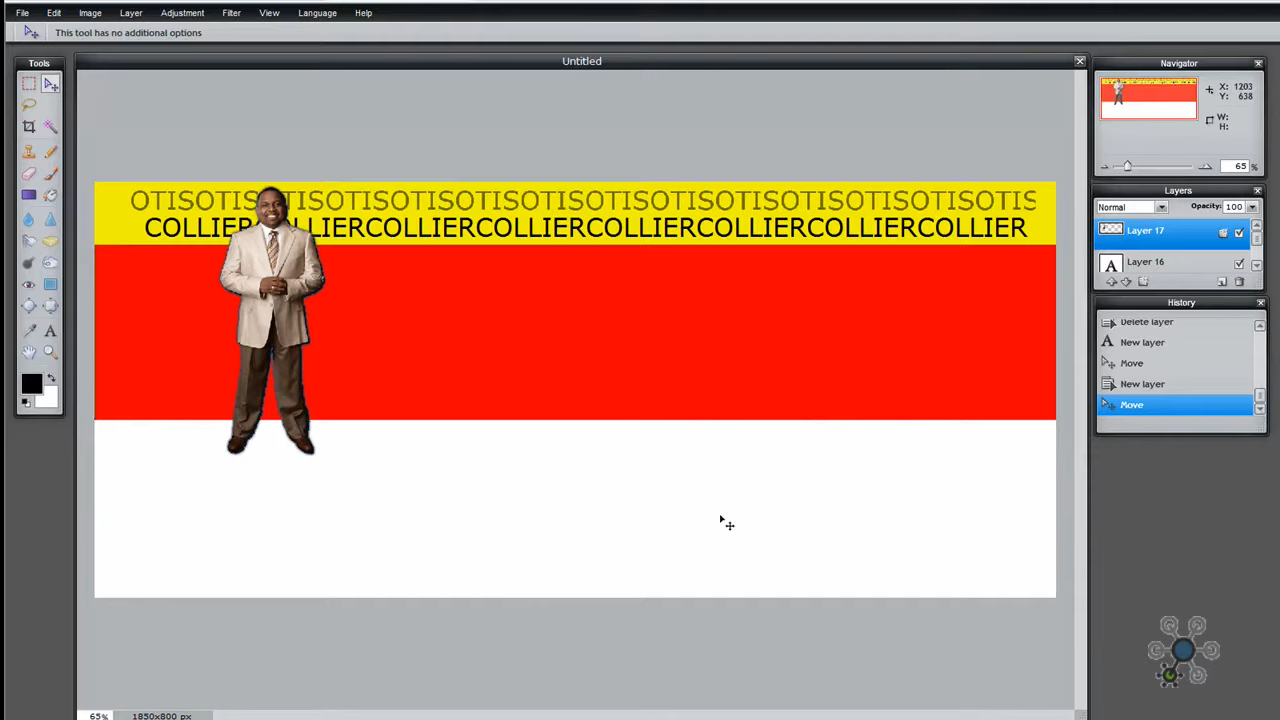 File Edit Image Layer Adjustment Filter View Language Help
This tool has no additional options
Tools
Untitled
Navigator
X: 1203
Y: 638
W:
H:
65 %
Layers
Normal Opacity: 100
Layer 17
A Layer 16
History
Delete layer
A New layer
Move
New layer
Move
A
OTISOTISOTISOTISOTISOTISOTISOTISOTISOTISOTISOTISOTISOTISOTISOTIS
COLLIERCOLLIERCOLLIERCOLLIERCOLLIERCOLLIERCOLLIERCOLLIER
65% 1850x800 px